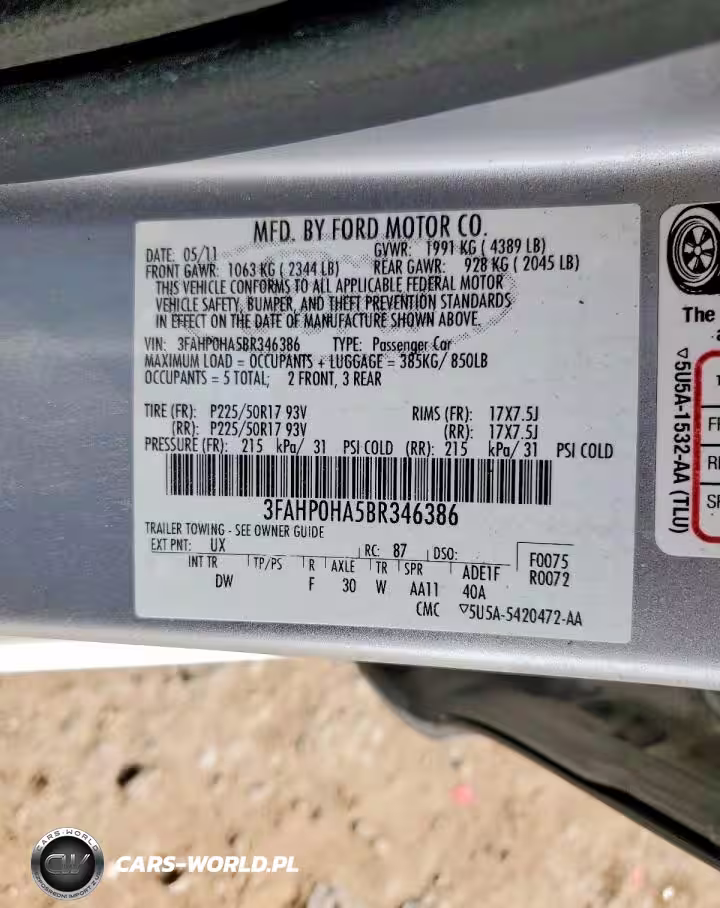 MFD. BY FORD MOTOR CO.
DATE: 05/11 GVWR: 1991 KG ( 4389 LB)
FRONT GAWR: 1063 KG ( 2344 LB) REAR GAWR: 928 KG ( 2045 LB)
THIS VEHICLE CONFORMS TO ALL APPLICABLE FEDERAL MOTOR
VEHICLE SAFETY, BUMPER, AND THEFT PREVENTION STANDARDS
IN EFFECT ON THE DATE OF MANUFACTURE SHOWN ABOVE.
VIN: 3FAHP0HA5BR346386 TYPE: Passenger Car
MAXIMUM LOAD = OCCUPANTS + LUGGAGE = 385KG/ 850LB
OCCUPANTS = 5 TOTAL; 2 FRONT, 3 REAR
TIRE (FR): P225/50R17 93V RIMS (FR): 17X7.5J
(RR): P225/50R17 93V (RR): 17X7.5J
PRESSURE (FR): 215 kPa/ 31 PSI COLD (RR): 215 kPa/ 31 PSI COLD
3FAHP0HA5BR346386
TRAILER TOWING - SEE OWNER GUIDE
EXT PNT: UX RC: 87 DSO: F0075
INT TR TP/PS R AXLE TR SPR ADE1F R0072
DW F 30 W AA11 40A
CMC ▽5U5A-5420472-AA
The
▽5U5A-1532-AA (TLU)
CARS-WORLD
CW
CARS-WORLD.PL